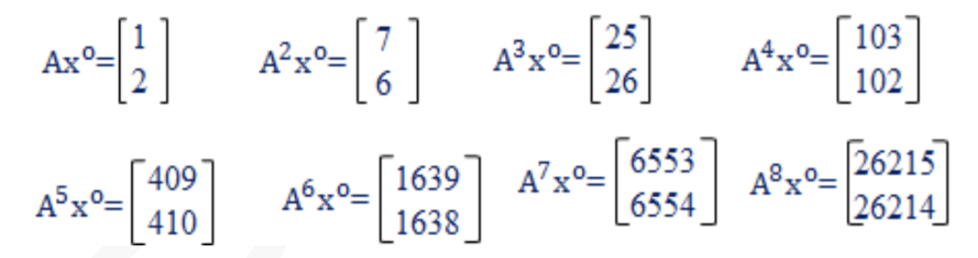 Ax⁰=[1 2] A²x⁰=[7 6] A³x⁰=[25 26] A⁴x⁰=[103 102]
A⁵x⁰=[409 410] A⁶x⁰=[1639 1638] A⁷x⁰=[6553 6554] A⁸x⁰=[26215 26214]